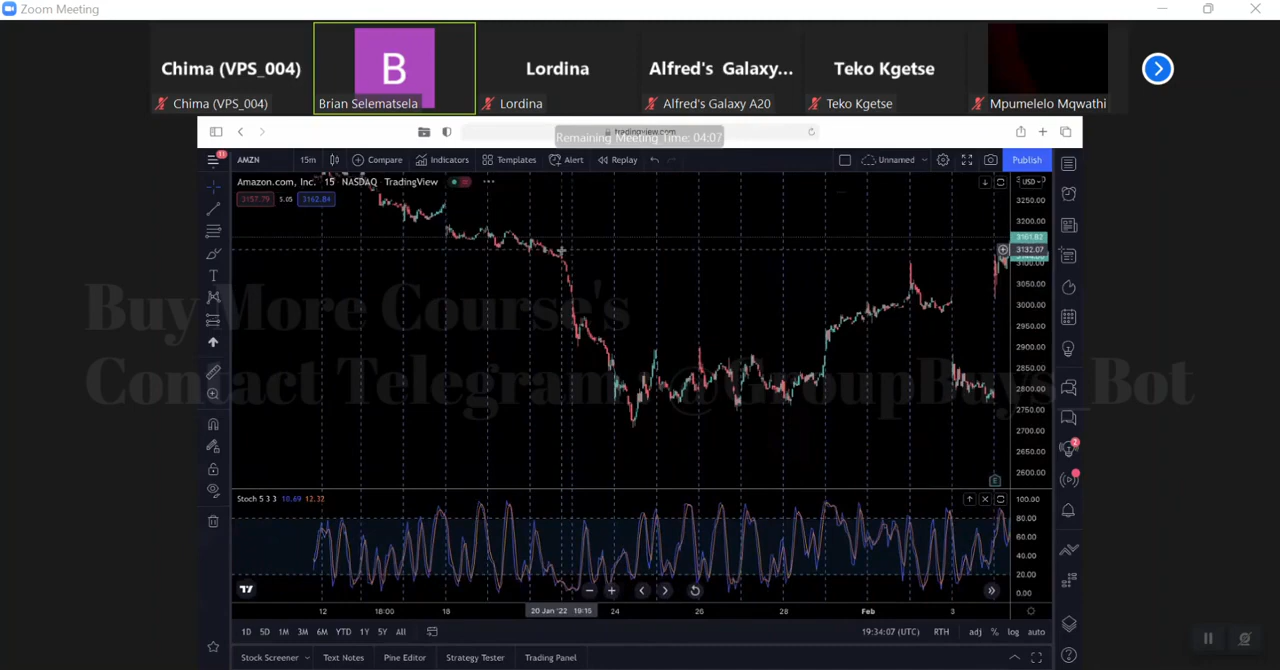 Zoom Meeting
Chima (VPS_004)
B
Lordina
Alfred's Galaxy...
Teko Kgetse
Chima (VPS_004)
Brian Selematsela
Lordina
Alfred's Galaxy A20
Teko Kgetse
Mpumelelo Mqwathi
tradingview.com
Remaining Meeting Time: 04:07
11
AMZN
15m
Compare
Indicators
Templates
Alert
Replay
Unnamed
Publish
Amazon.com, Inc. 15 NASDAQ TradingView
USD
3157.79
5.05
3162.84
3250.00
3200.00
3161.82
3132.07
3100.00
3050.00
3000.00
2950.00
2900.00
2850.00
2800.00
2750.00
2700.00
2650.00
2600.00
Buy More Course's
Contact Telegram: @GroupBuys_Bot
2
E
Stoch 5 3 3 10.69 12.32
100.00
80.00
60.00
40.00
20.00
0.00
12
18:00
18
20 Jan '22 19:15
24
26
28
Feb
3
1D 5D 1M 3M 6M YTD 1Y 5Y All
19:34:07 (UTC)
RTH
adj % log auto
Stock Screener
Text Notes
Pine Editor
Strategy Tester
Trading Panel